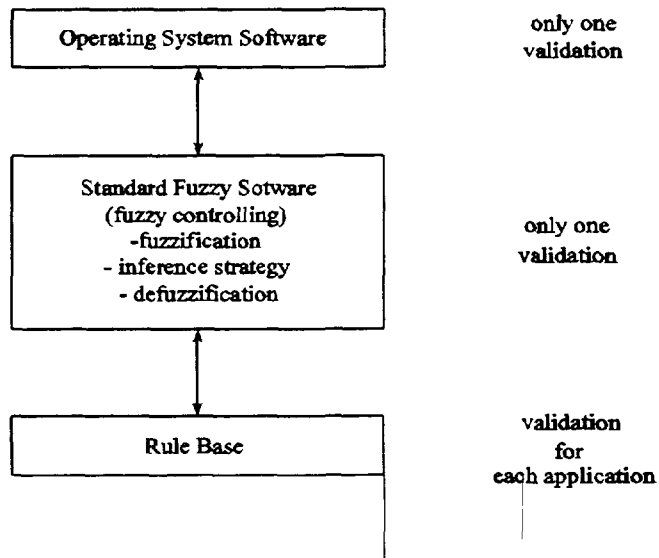 Operating System Software
only one
validation
Standard Fuzzy Sotware
(fuzzy controlling)
-fuzzification
- inference strategy
- defuzzification
only one
validation
Rule Base
validation
for
each application